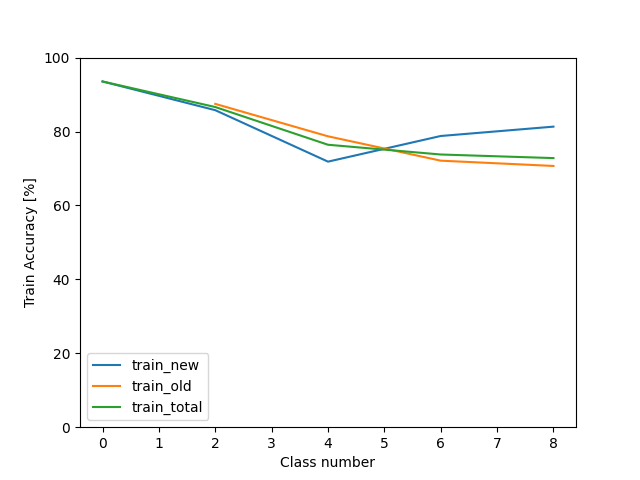 100
80
60
40
20
0
Train Accuracy [%]
train_new
train_old
train_total
0 1 2 3 4 5 6 7 8
Class number